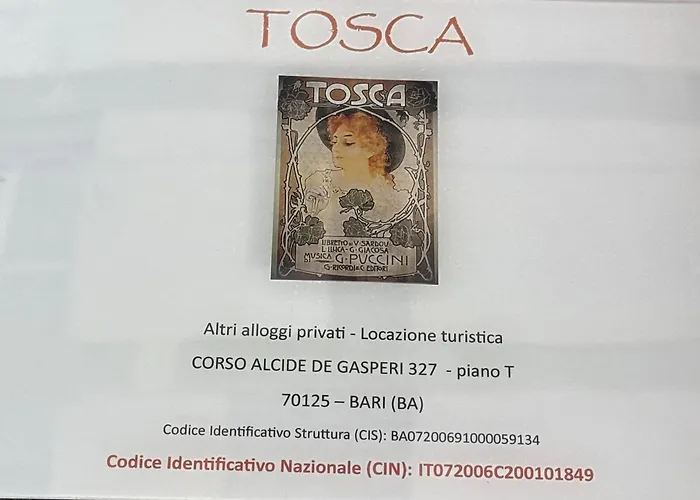 TOSCA
TOSCA
LIBRETTO DI V. SARDOU
L. ILLICA - G. GIACOSA
MUSICA DI G. PUCCINI
G. RICORDI & C. EDITORI
Altri alloggi privati - Locazione turistica
CORSO ALCIDE DE GASPERI 327 - piano T
70125 – BARI (BA)
Codice Identificativo Struttura (CIS): BA07200691000059134
Codice Identificativo Nazionale (CIN): IT072006C200101849